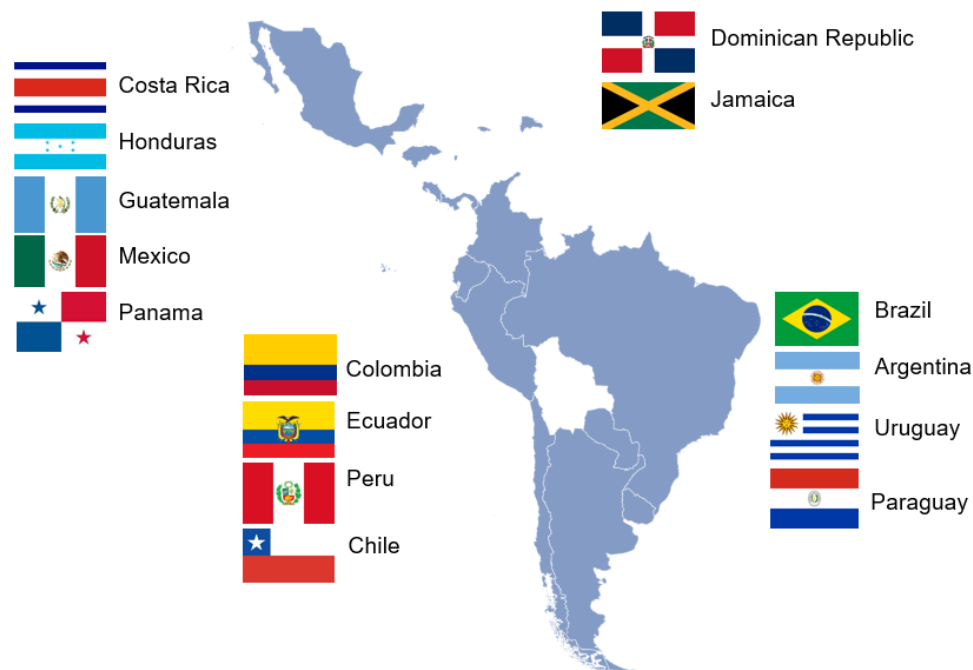 Costa Rica
Honduras
Guatemala
Mexico
Panama
Colombia
Ecuador
Peru
Chile
Dominican Republic
Jamaica
Brazil
Argentina
Uruguay
Paraguay